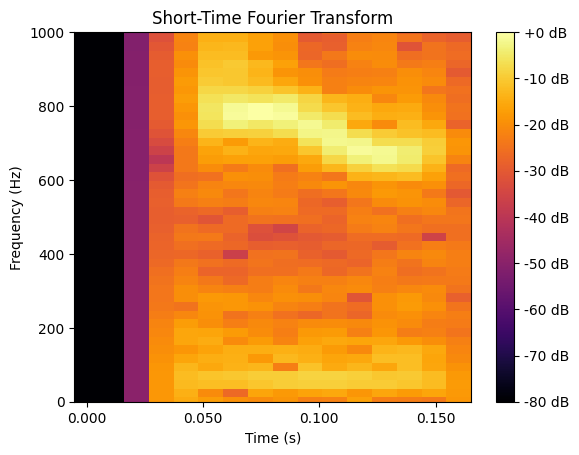 Short-Time Fourier Transform
1000
800
600
400
200
0
Frequency (Hz)
0.000
0.050
0.100
0.150
Time (s)
+0 dB
-10 dB
-20 dB
-30 dB
-40 dB
-50 dB
-60 dB
-70 dB
-80 dB